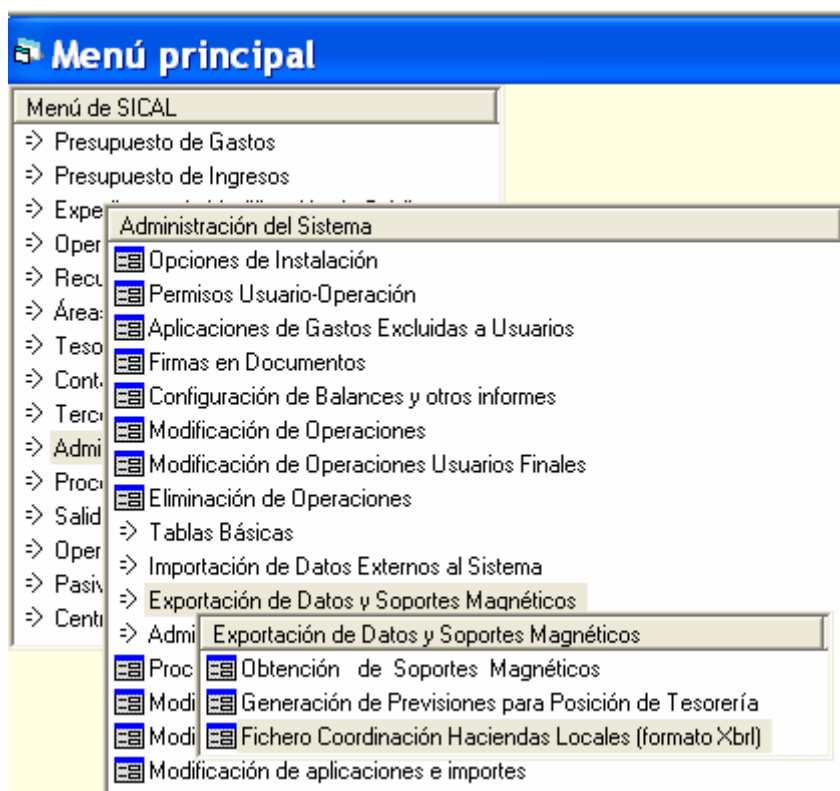 Menú principal
Menú de SICAL
Presupuesto de Gastos
Presupuesto de Ingresos
Expe
Oper
Recu
Área
Teso
Cont
Terc
Admi
Proc
Salid
Oper
Pasiv
Cent
Administración del Sistema
Opciones de Instalación
Permisos Usuario-Operación
Aplicaciones de Gastos Excluidas a Usuarios
Firmas en Documentos
Configuración de Balances y otros informes
Modificación de Operaciones
Modificación de Operaciones Usuarios Finales
Eliminación de Operaciones
Tablas Básicas
Importación de Datos Externos al Sistema
Exportación de Datos y Soportes Magnéticos
Admi
Proc
Modi
Modi
Modificación de aplicaciones e importes
Exportación de Datos y Soportes Magnéticos
Obtención de Soportes Magnéticos
Generación de Previsiones para Posición de Tesorería
Fichero Coordinación Haciendas Locales (formato Xbrl)